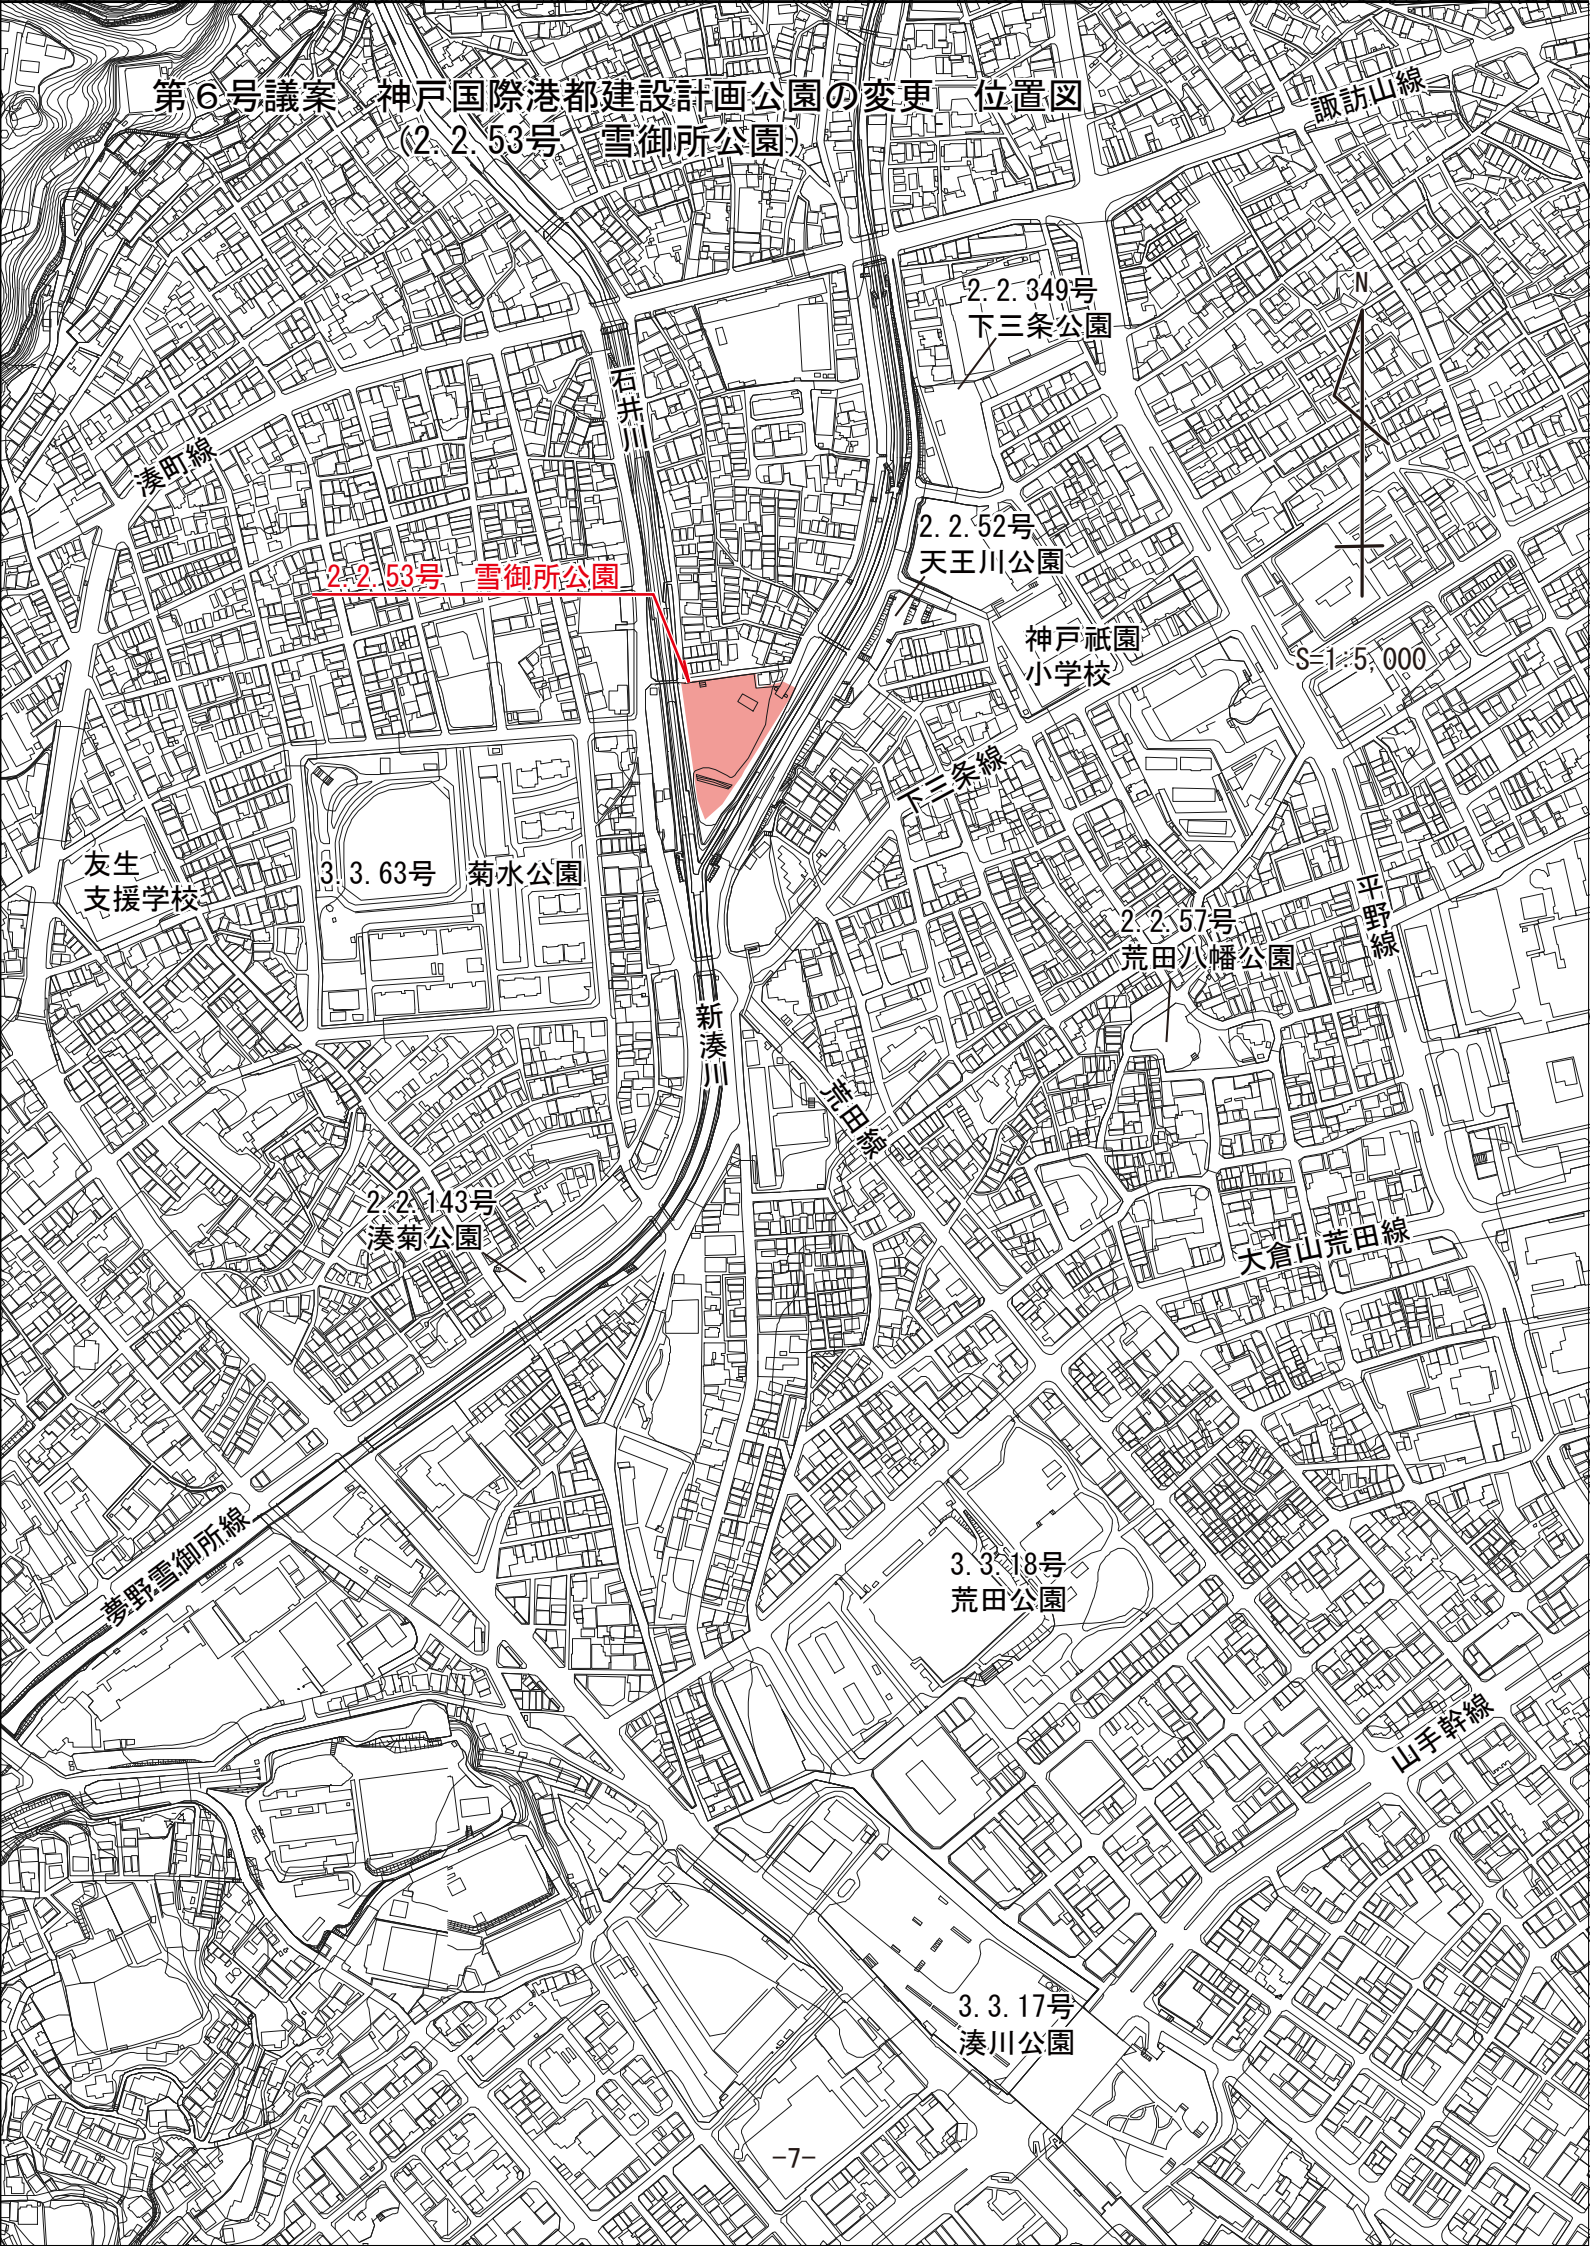 第６号議案　神戸国際港都建設計画公園の変更　位置図
(2.2.53号　雪御所公園)
諏訪山線
N
2.2.349号
下三条公園
石井川
湊町線
2.2.52号
天王川公園
2.2.53号　雪御所公園
神戸祇園
小学校
S=1:5,000
下三条線
友生
支援学校
3.3.63号　菊水公園
平野線
2.2.57号
荒田八幡公園
新湊川
荒田線
2.2.143号
湊菊公園
大倉山荒田線
夢野雪御所線
3.3.18号
荒田公園
山手幹線
3.3.17号
湊川公園
-7-